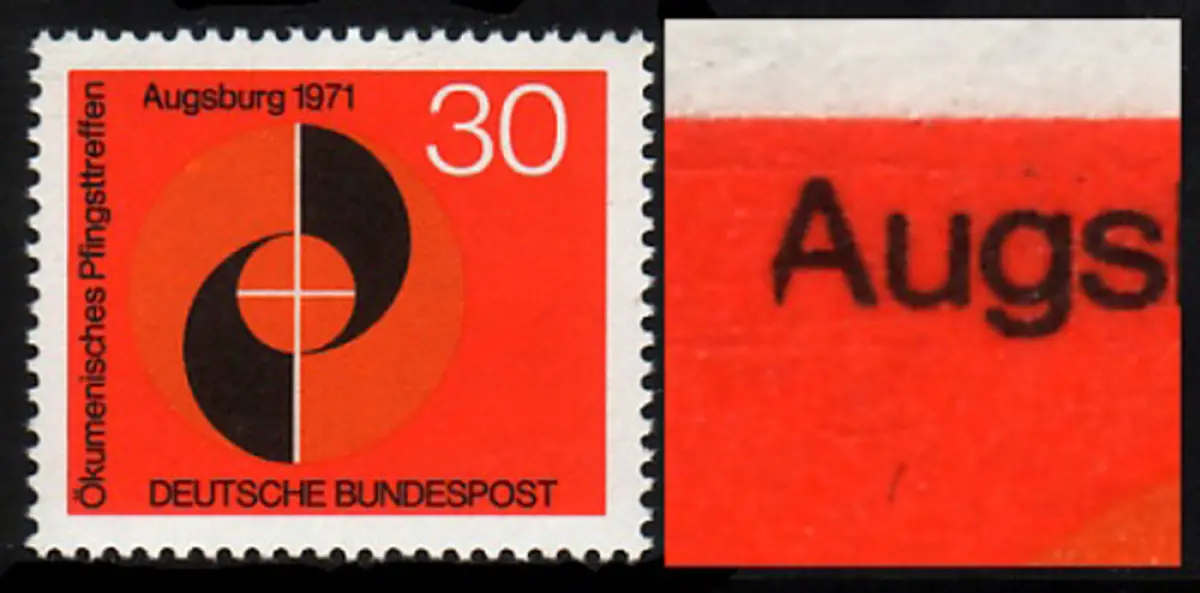 Augsburg 1971
30
Ökumenisches Pfingsttreffen
DEUTSCHE BUNDESPOST
Augs